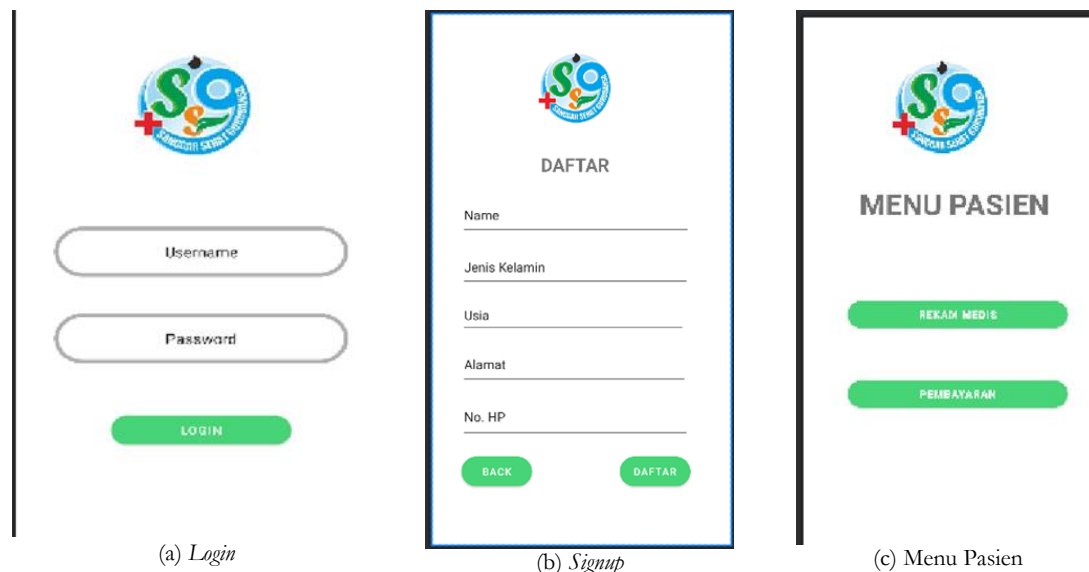 Username
Password
LOGIN
(a) Login
DAFTAR
Name
Jenis Kelamin
Usia
Alamat
No. HP
BACK
DAFTAR
(b) Signup
MENU PASIEN
REKAM MEDIS
PEMBAYARAN
(c) Menu Pasien